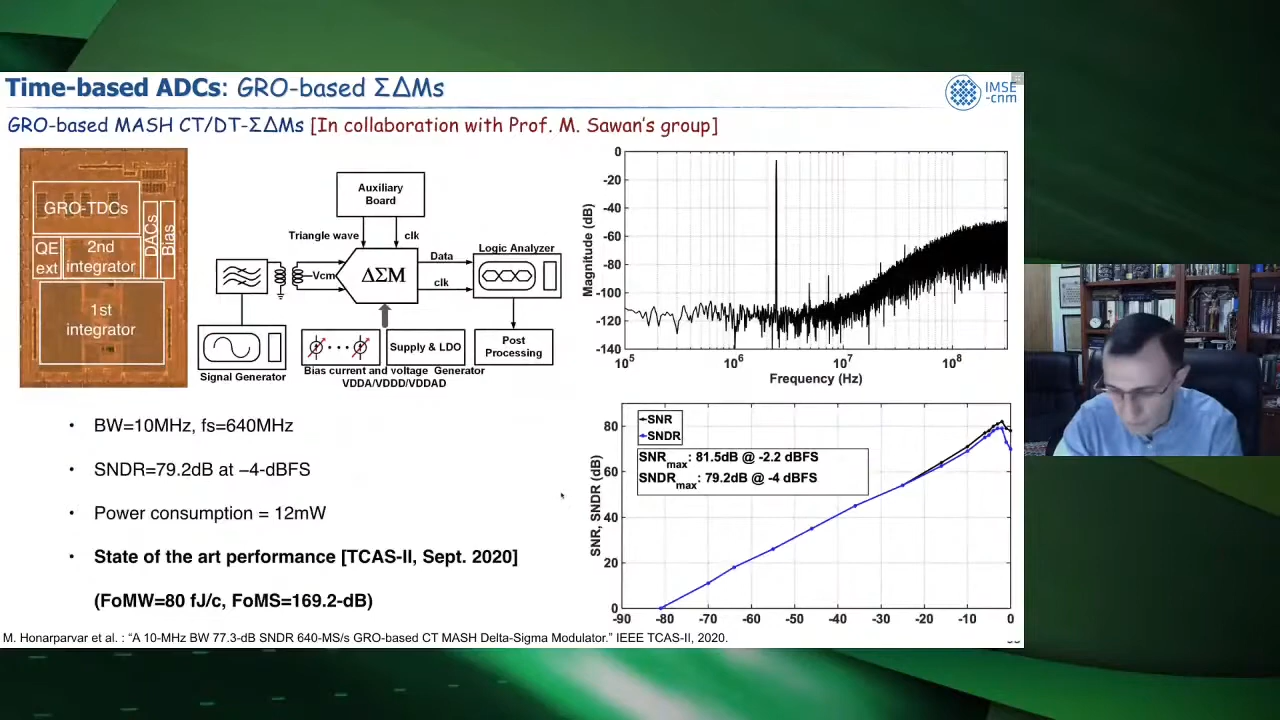 Time-based ADCs: GRO-based ΣΔMs
IMSE
-cnm
GRO-based MASH CT/DT-ΣΔMs [In collaboration with Prof. M. Sawan's group]
GRO-TDCs
QE
ext
2nd
integrator
DACs
Bias
1st
integrator
Auxiliary
Board
Triangle wave
clk
Vcm
ΔΣM
Data
clk
Logic Analyzer
Signal Generator
Supply & LDO
Bias current and voltage Generator
VDDA/VDDD/VDDAD
Post
Processing
Magnitude (dB)
0
-20
-40
-60
-80
-100
-120
-140
10^5
10^6
10^7
10^8
Frequency (Hz)
• BW=10MHz, fs=640MHz
• SNDR=79.2dB at –4-dBFS
• Power consumption = 12mW
• State of the art performance [TCAS-II, Sept. 2020]
(FoMW=80 fJ/c, FoMS=169.2-dB)
SNR, SNDR (dB)
80
60
40
20
0
SNR
SNDR
SNR_max: 81.5dB @ -2.2 dBFS
SNDR_max: 79.2dB @ -4 dBFS
-90 -80 -70 -60 -50 -40 -30 -20 -10 0
M. Honarparvar et al. : “A 10-MHz BW 77.3-dB SNDR 640-MS/s GRO-based CT MASH Delta-Sigma Modulator.” IEEE TCAS-II, 2020.